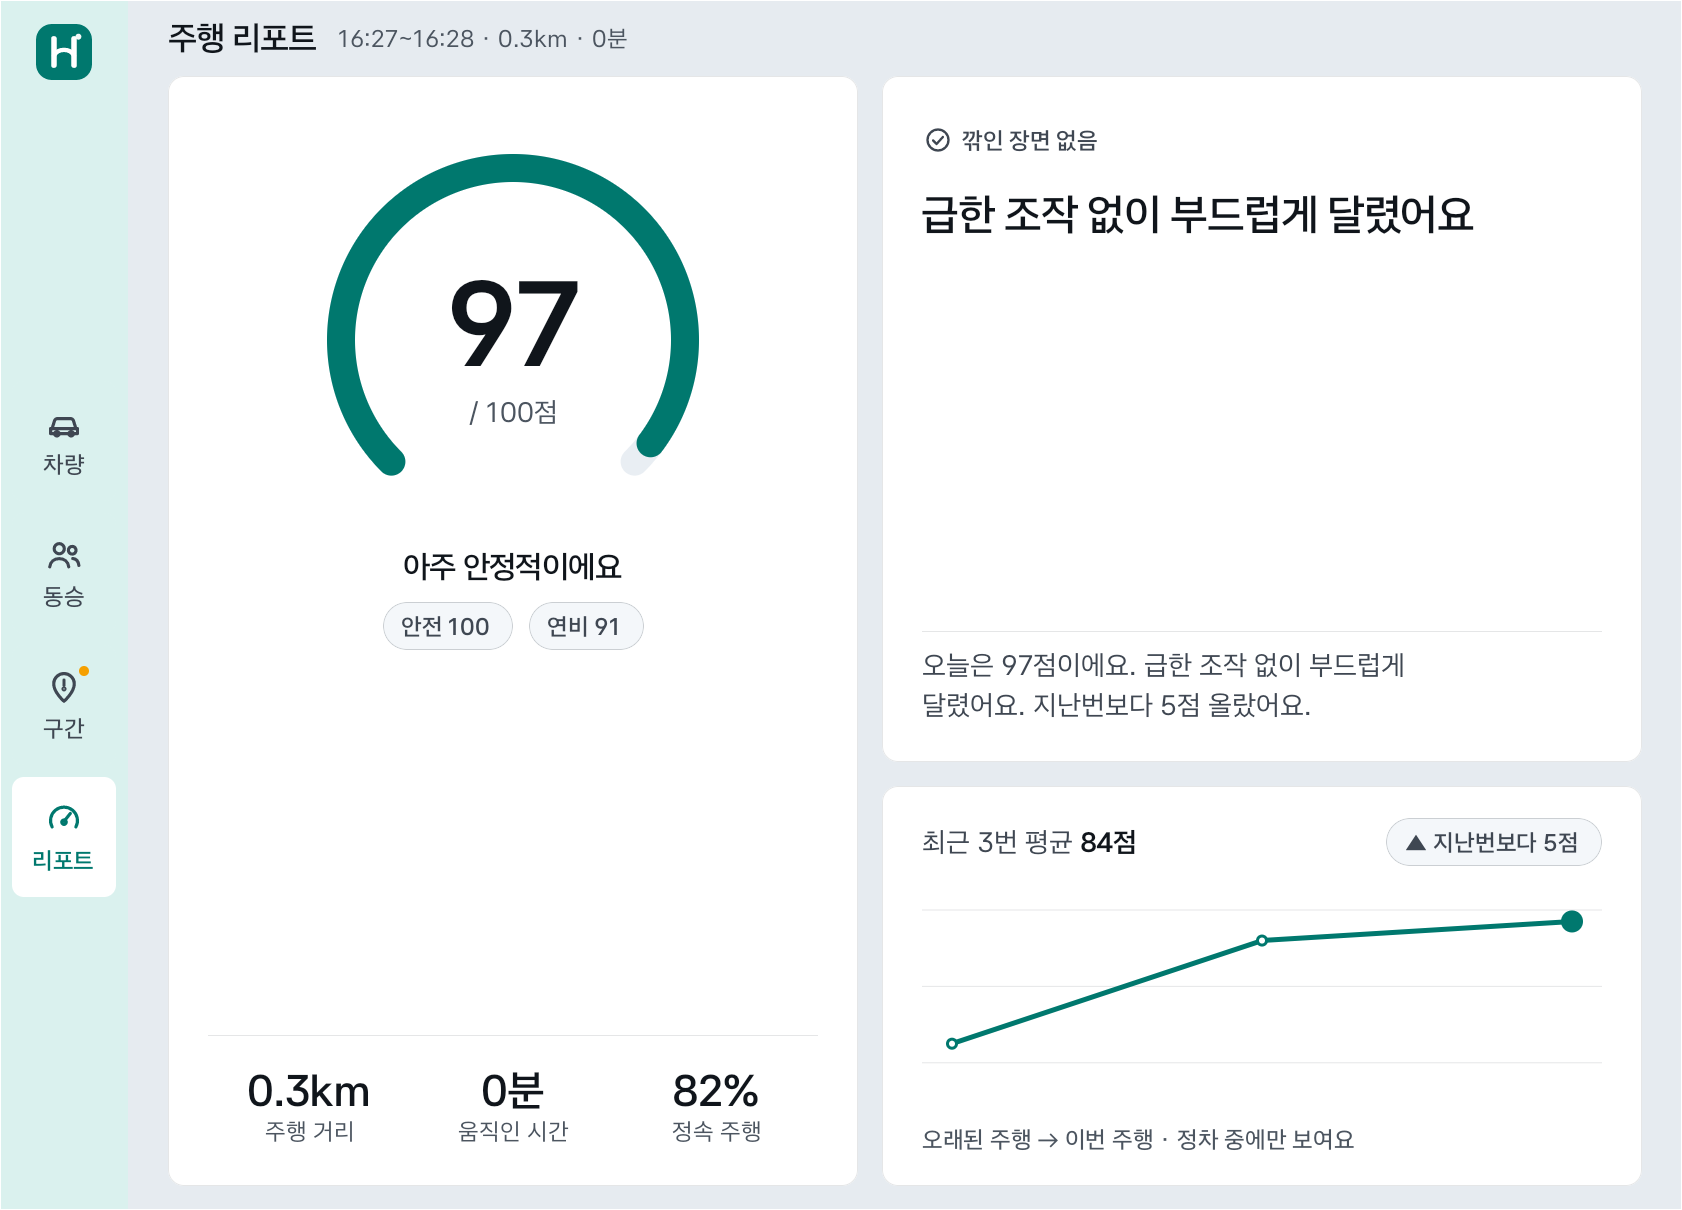 주행 리포트 16:27~16:28 · 0.3km · 0분
차량
동승
구간
리포트
97
/ 100점
아주 안정적이에요
안전 100
연비 91
0.3km
주행 거리
0분
움직인 시간
82%
정속 주행
깎인 장면 없음
급한 조작 없이 부드럽게 달렸어요
오늘은 97점이에요. 급한 조작 없이 부드럽게
달렸어요. 지난번보다 5점 올랐어요.
최근 3번 평균 84점
▲ 지난번보다 5점
오래된 주행 → 이번 주행 · 정차 중에만 보여요